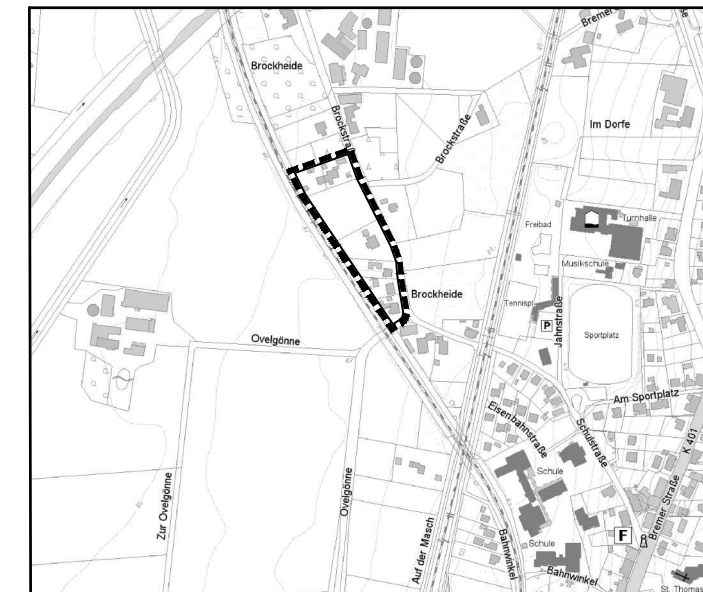 Bremer
Brockheide
Brockstraße
Brockstraße
Im Dorfe
Turnhalle
Freibad
Musikschule
Brockheide
Tennispl.
P
Jahnstraße
Sportplatz
Ovelgönne
Am Sportplatz
Eisenbahnstraße
Schulstraße
K 401
Bremer Straße
Schule
Zur Ovelgönne
Ovelgönne
Auf der Masch
F
Schule
Bahnwinkel
Bahnwinkel
St. Thomas